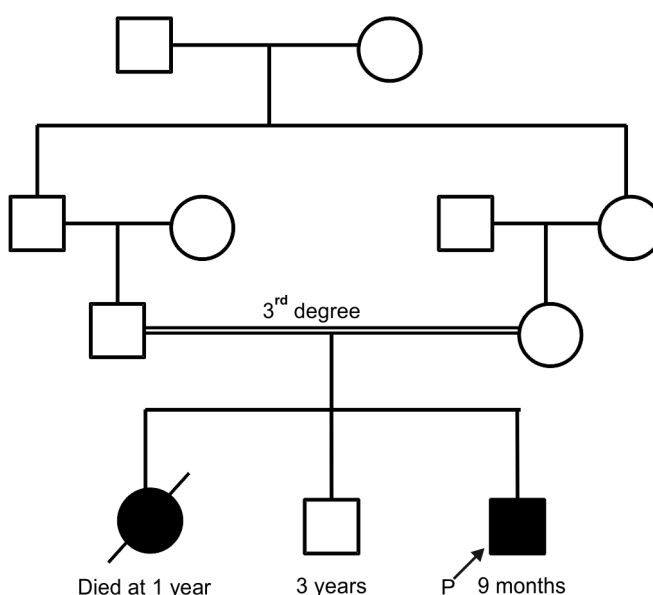 3rd degree
Died at 1 year
3 years
P
9 months